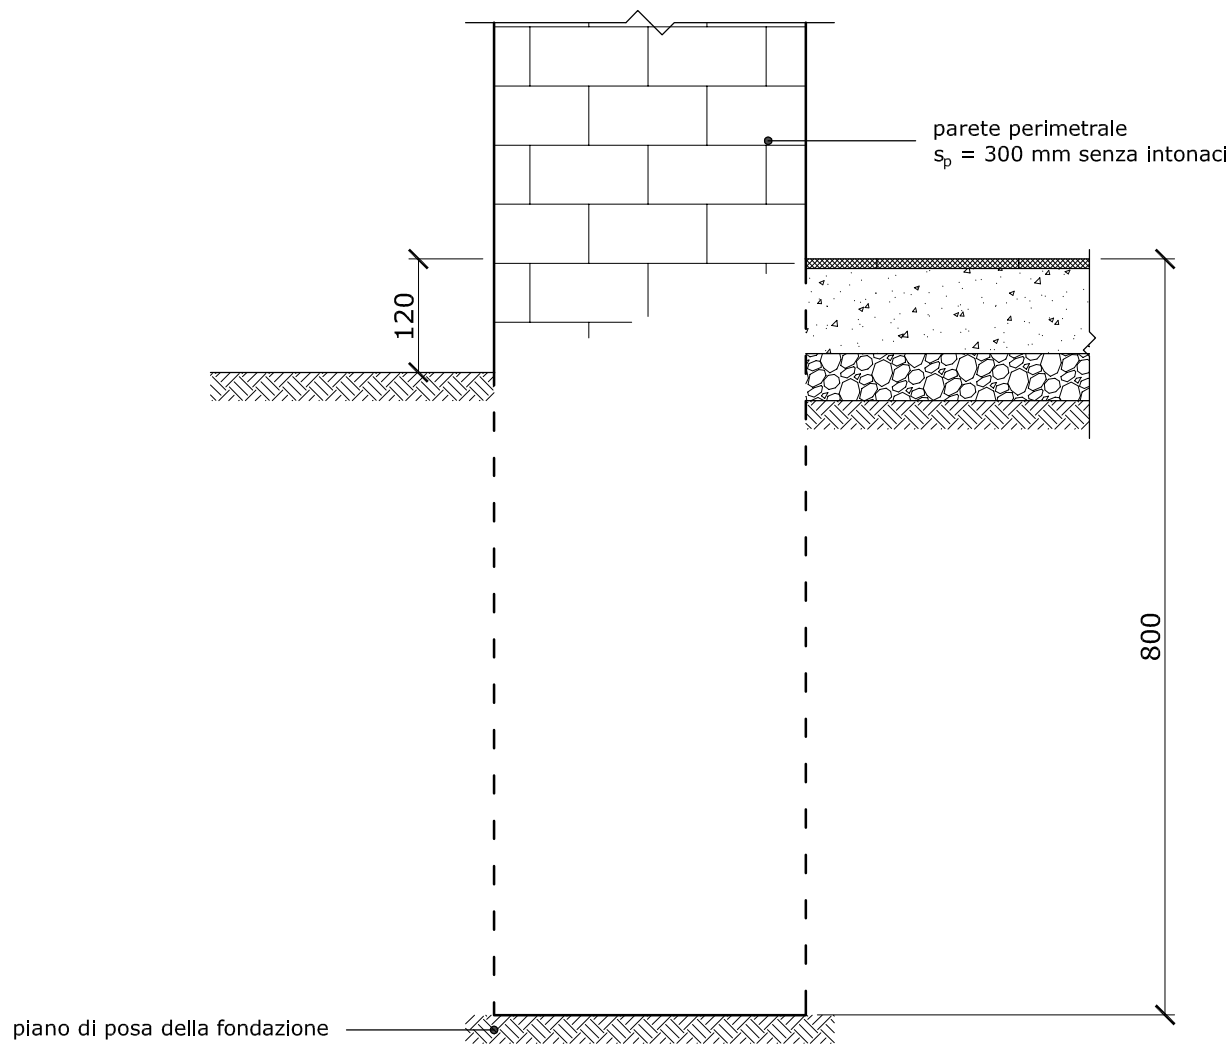 parete perimetrale
sₚ = 300 mm senza intonaci
120
800
piano di posa della fondazione